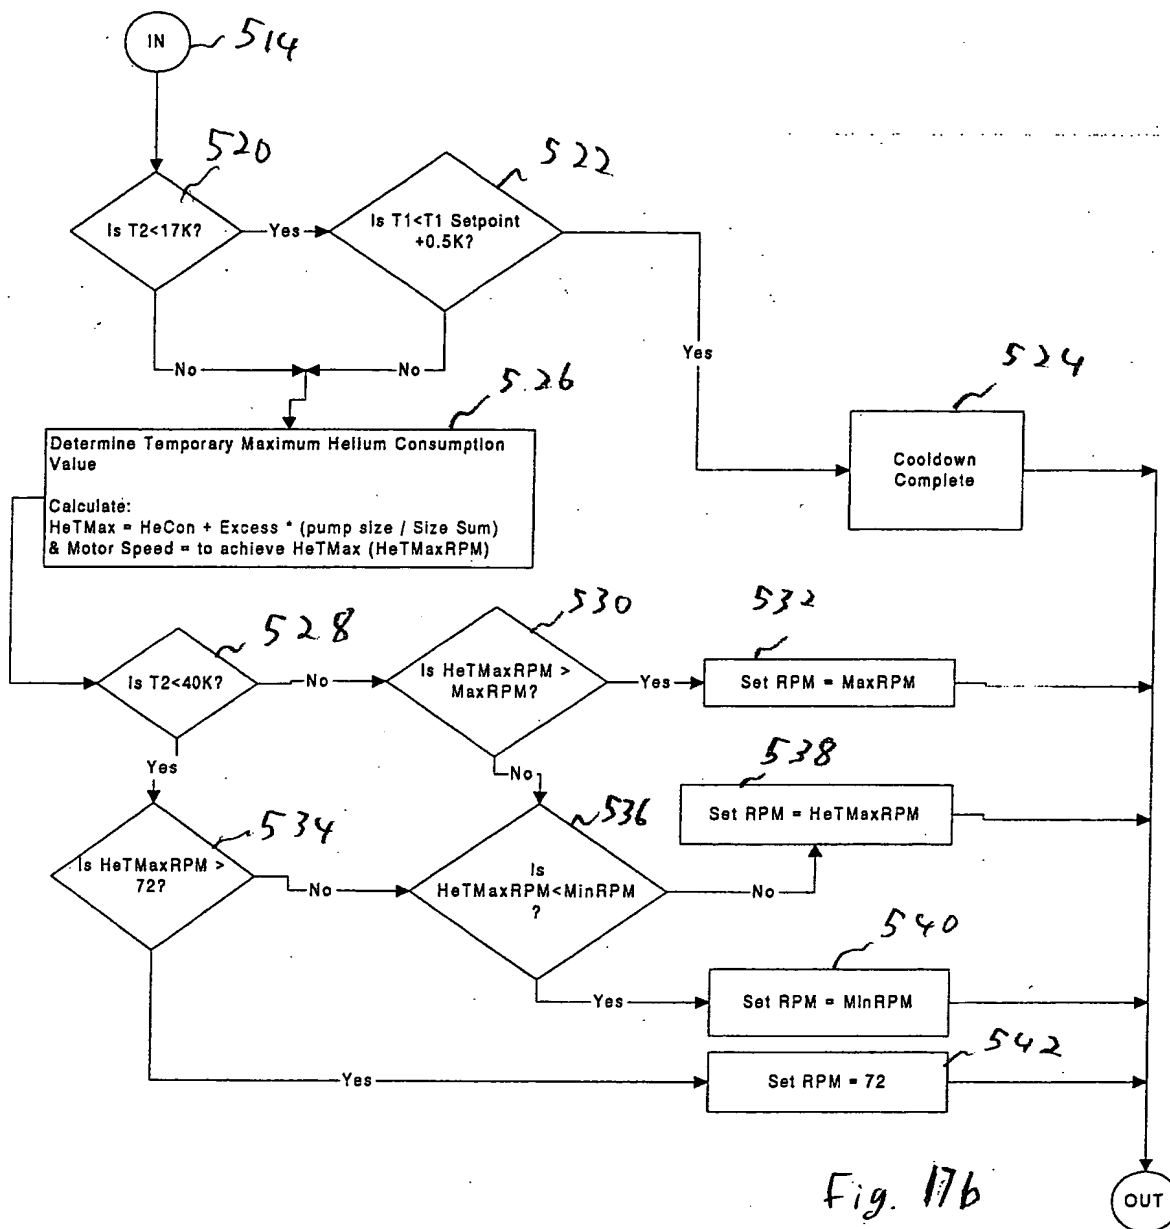 IN
514
520
522
Is T2<17K?
Yes
Is T1<T1 Setpoint
+0.5K?
No
No
Yes
524
526
Cooldown
Complete
Determine Temporary Maximum Helium Consumption
Value
Calculate:
HeTMax = HeCon + Excess * (pump size / Size Sum)
& Motor Speed = to achieve HeTMax (HeTMaxRPM)
528
530
532
Is T2<40K?
No
Is HeTMaxRPM >
MaxRPM?
Yes
Set RPM = MaxRPM
Yes
No
538
534
536
Set RPM = HeTMaxRPM
Is HeTMaxRPM >
72?
No
Is
HeTMaxRPM<MinRPM
?
No
540
Yes
Set RPM = MinRPM
542
Yes
Set RPM = 72
Fig. 17b
OUT